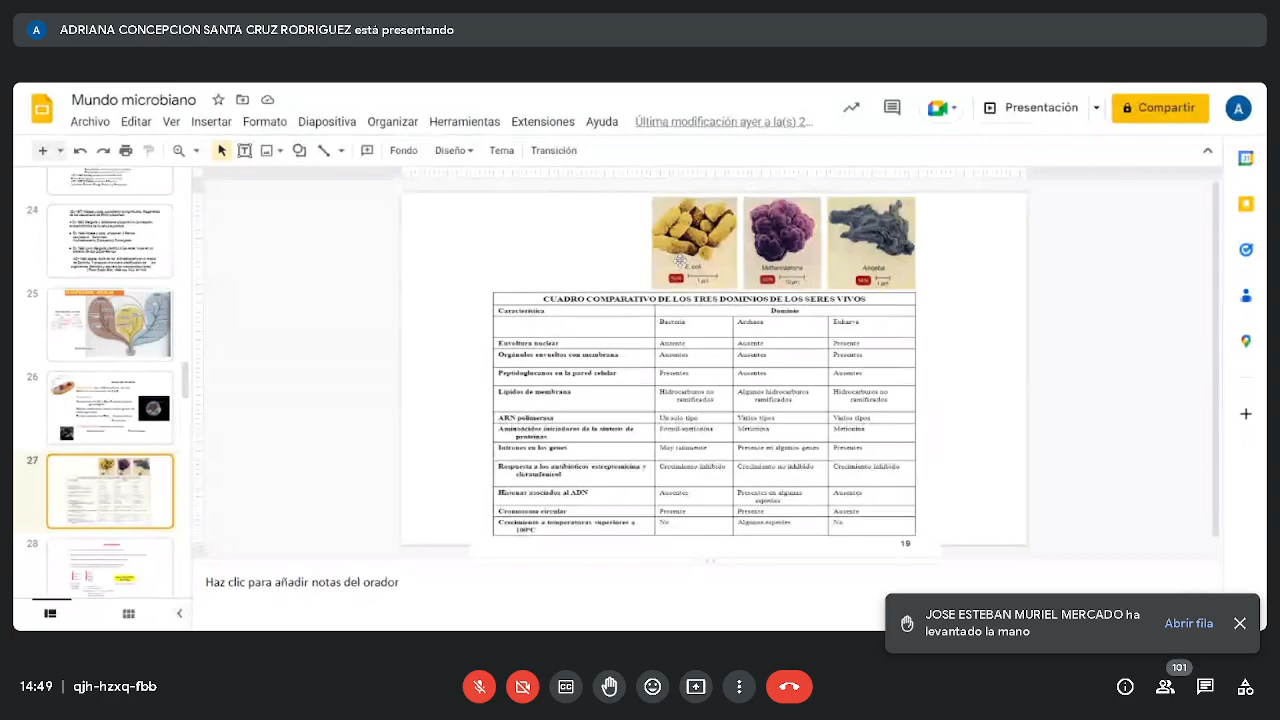 A ADRIANA CONCEPCION SANTA CRUZ RODRIGUEZ está presentando
Mundo microbiano
Presentación
Compartir
A
Archivo Editar Ver Insertar Formato Diapositiva Organizar Herramientas Extensiones Ayuda Última modificación ayer a la(s) 2...
Fondo Diseño Tema Transición
24
25
26
27
28
E. coli
Methanosarcina
Amoeba
CUADRO COMPARATIVO DE LOS TRES DOMINIOS DE LOS SERES VIVOS
Característica Dominio
Bacteria Archaea Eukarya
Envoltura nuclear Ausente Ausente Presente
Orgánulos envueltos con membrana Ausentes Ausentes Presentes
Peptidoglucanos en la pared celular Presentes Ausentes Ausentes
Lípidos de membrana Hidrocarburos no ramificados Algunos hidrocarburos ramificados Hidrocarburos no ramificados
ARN polimerasa Un solo tipo Varios tipos Varios tipos
Aminoácidos iniciadores de la síntesis de proteínas Formil-metionina Metionina Metionina
Intrones en los genes Muy raramente Presente en algunos genes Presentes
Respuesta a los antibióticos estreptomicina y cloranfenicol Crecimiento inhibido Crecimiento no inhibido Crecimiento inhibido
Histonas asociadas al ADN Ausentes Presentes en algunas especies Ausentes
Cromosoma circular Presente Presente Ausente
Crecimiento a temperaturas superiores a 100°C No Algunas especies No
19
Haz clic para añadir notas del orador
JOSE ESTEBAN MURIEL MERCADO ha
levantado la mano
Abrir fila
101
14:49 | qjh-hzxq-fbb